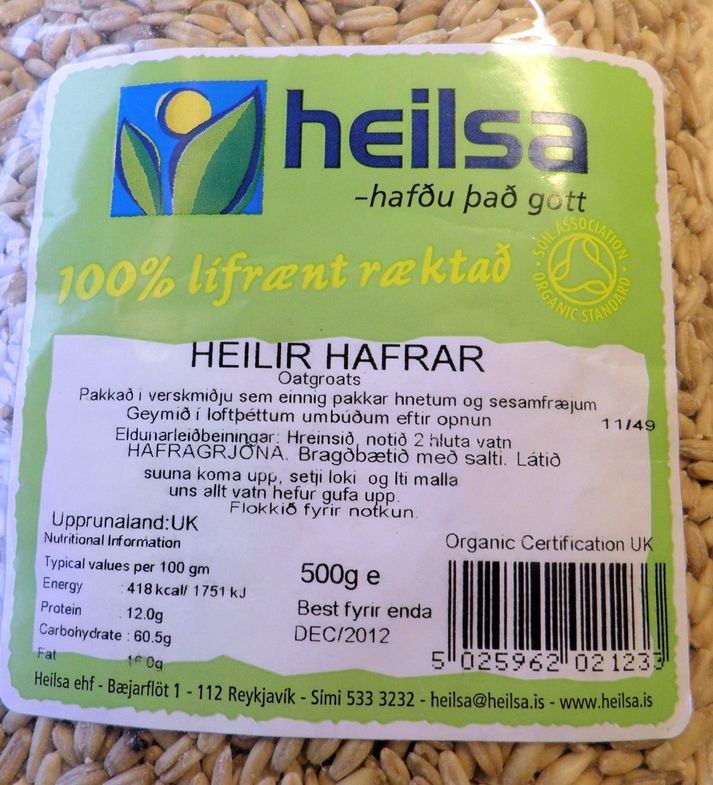 heilsa
-hafðu það gott
SOIL ASSOCIATION
ORGANIC STANDARD
100% lífrænt ræktað
HEILIR HAFRAR
Oatgroats
Pakkað i verskmiðju sem einnig pakkar hnetum og sesamfræjum
Geymið í loftþéttum umbúðum eftir opnun
11/49
Eldunarleiðbeiningar: Hreinsið, notið 2 hluta vatn
HAFRAGRJÓNA. Bragðbætið með salti. Látið
suuna koma upp, setji loki og lti malla
uns allt vatn hefur gufa upp.
Flokkið fyrir notkun.
Upprunaland:UK
Nutritional Information
Organic Certification UK
Typical values per 100 gm
Energy : 418 kcal/ 1751 kJ
Protein : 12.0g
Carbohydrate : 60.5g
Fat
500g e
Best fyrir enda
DEC/2012
5 025962 021233
Heilsa ehf - Bæjarflöt 1 - 112 Reykjavík - Sími 533 3232 - heilsa@heilsa.is - www.heilsa.is